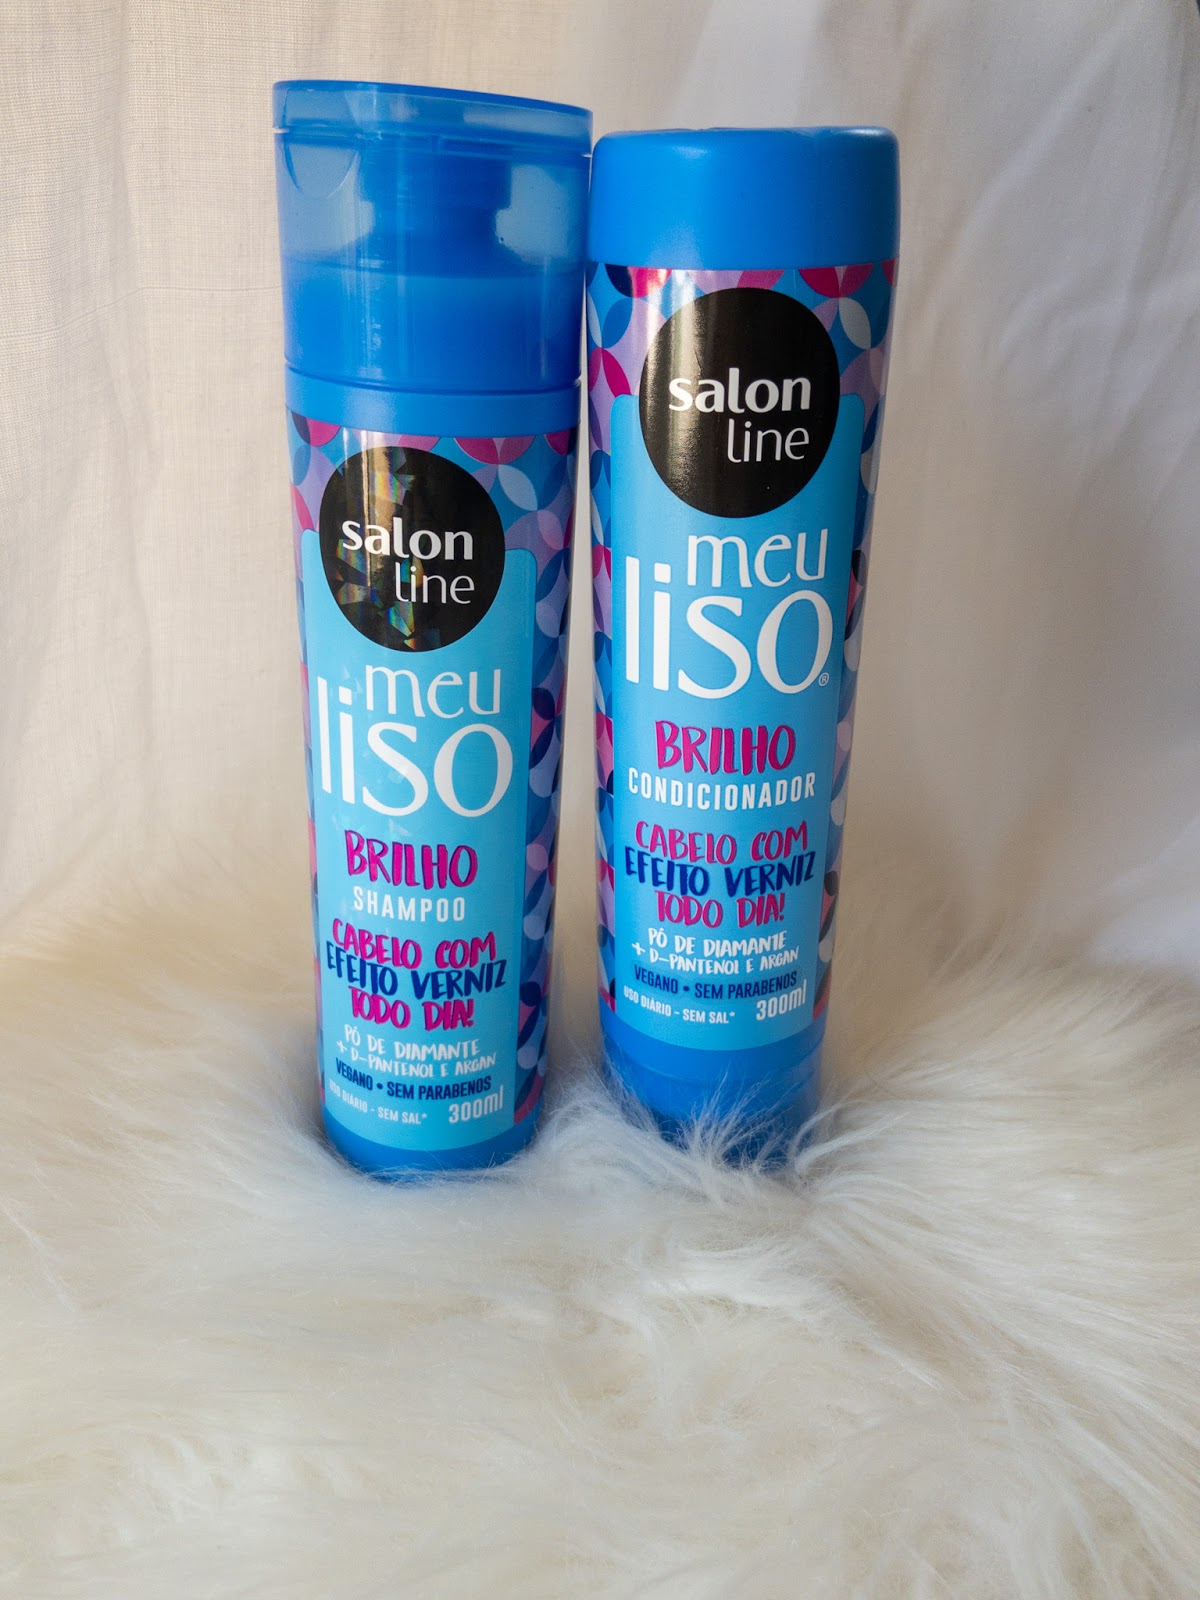 salon
line
meu
liso
BRILHO
SHAMPOO
CABELO COM
EFEITO VERNIZ
TODO DIA!
PÓ DE DIAMANTE
+ D-PANTENOL E ARGAN
VEGANO • SEM PARABENOS
USO DIÁRIO - SEM SAL*
300ml
salon
line
meu
liso®
BRILHO
CONDICIONADOR
CABELO COM
EFEITO VERNIZ
TODO DIA!
PÓ DE DIAMANTE
+ D-PANTENOL E ARGAN
VEGANO • SEM PARABENOS
USO DIÁRIO - SEM SAL*
300ml